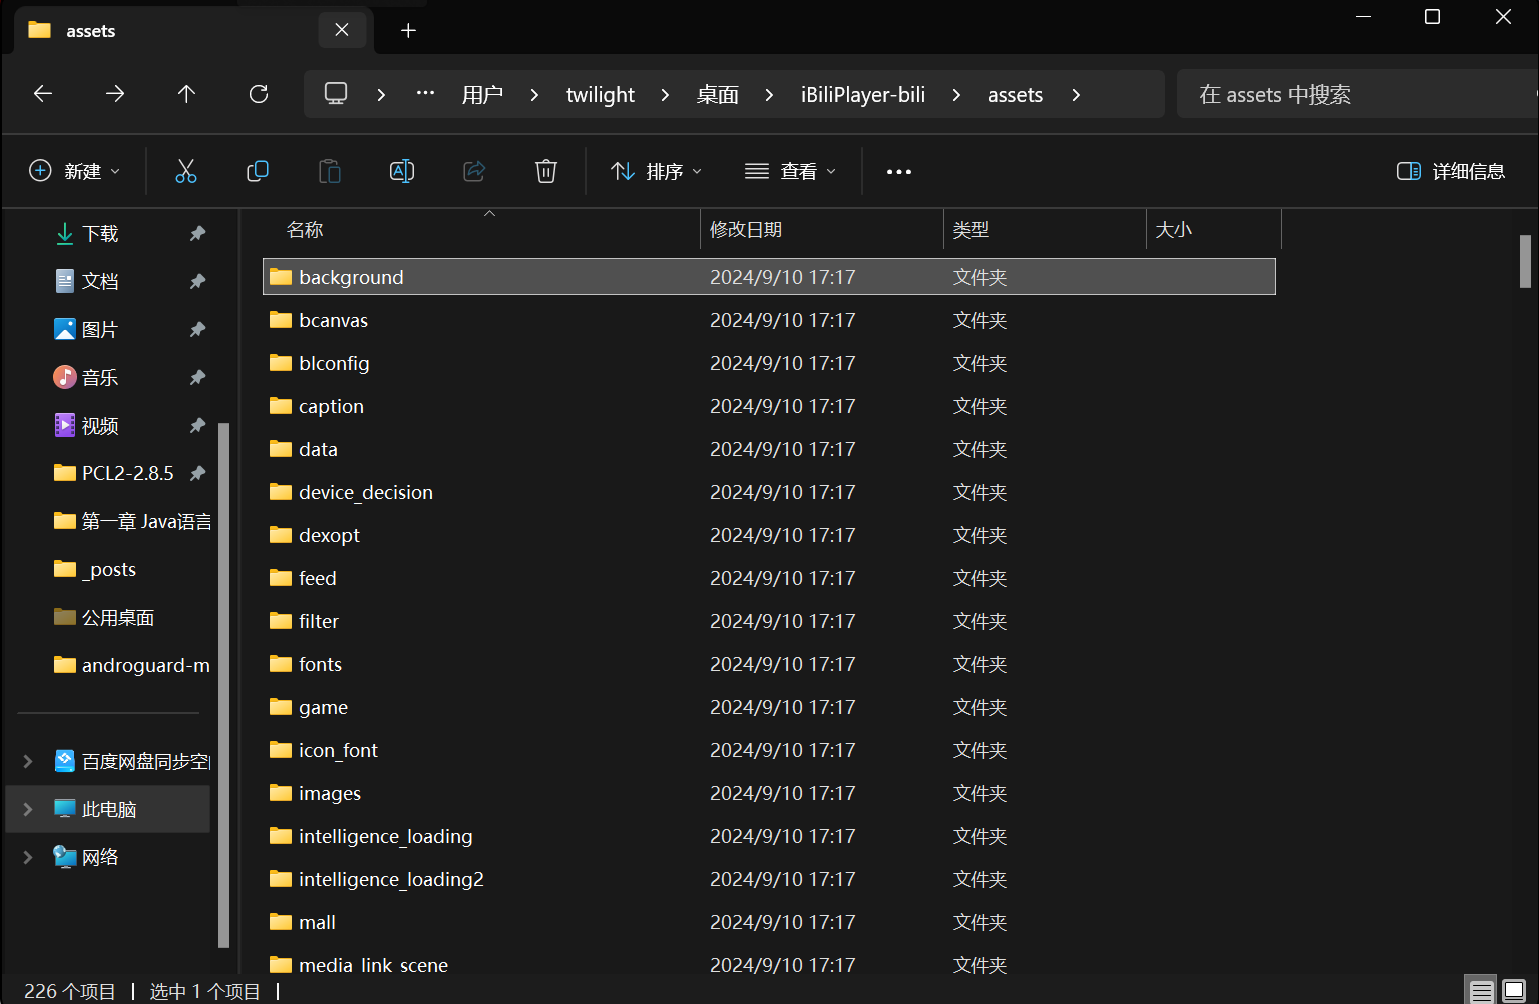 assets
用户 twilight 桌面 iBiliPlayer-bili assets
在 assets 中搜索
新建
排序
查看
详细信息
下载
文档
图片
音乐
视频
PCL2-2.8.5
第一章 Java语言
_posts
公用桌面
androguard-m
百度网盘同步空
此电脑
网络
名称 修改日期 类型 大小
background 2024/9/10 17:17 文件夹
bcanvas 2024/9/10 17:17 文件夹
blconfig 2024/9/10 17:17 文件夹
caption 2024/9/10 17:17 文件夹
data 2024/9/10 17:17 文件夹
device_decision 2024/9/10 17:17 文件夹
dexopt 2024/9/10 17:17 文件夹
feed 2024/9/10 17:17 文件夹
filter 2024/9/10 17:17 文件夹
fonts 2024/9/10 17:17 文件夹
game 2024/9/10 17:17 文件夹
icon_font 2024/9/10 17:17 文件夹
images 2024/9/10 17:17 文件夹
intelligence_loading 2024/9/10 17:17 文件夹
intelligence_loading2 2024/9/10 17:17 文件夹
mall 2024/9/10 17:17 文件夹
media_link_scene 2024/9/10 17:17 文件夹
226 个项目 选中 1 个项目